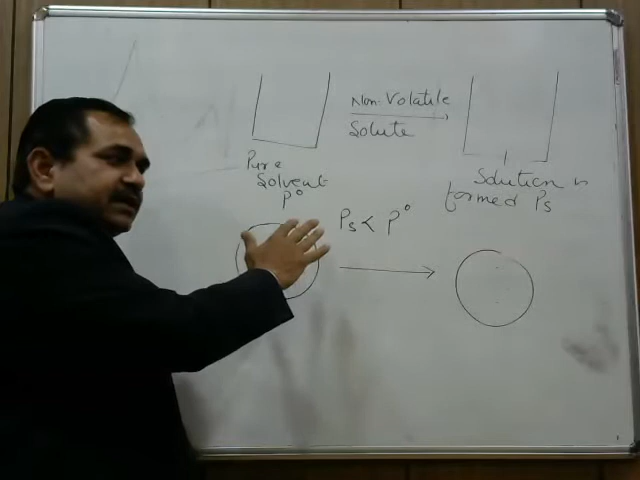 Non-Volatile
Solute
Pure
Solvent
P°
Solution is
formed Ps
Ps < P°